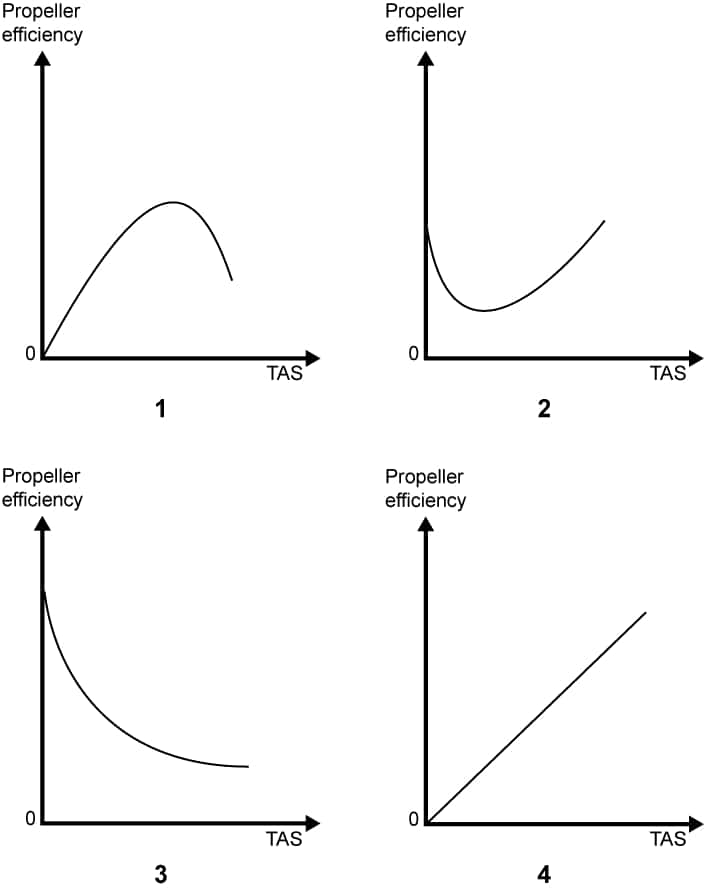 Propeller
efficiency
0
TAS
1
Propeller
efficiency
0
TAS
2
Propeller
efficiency
0
TAS
3
Propeller
efficiency
0
TAS
4